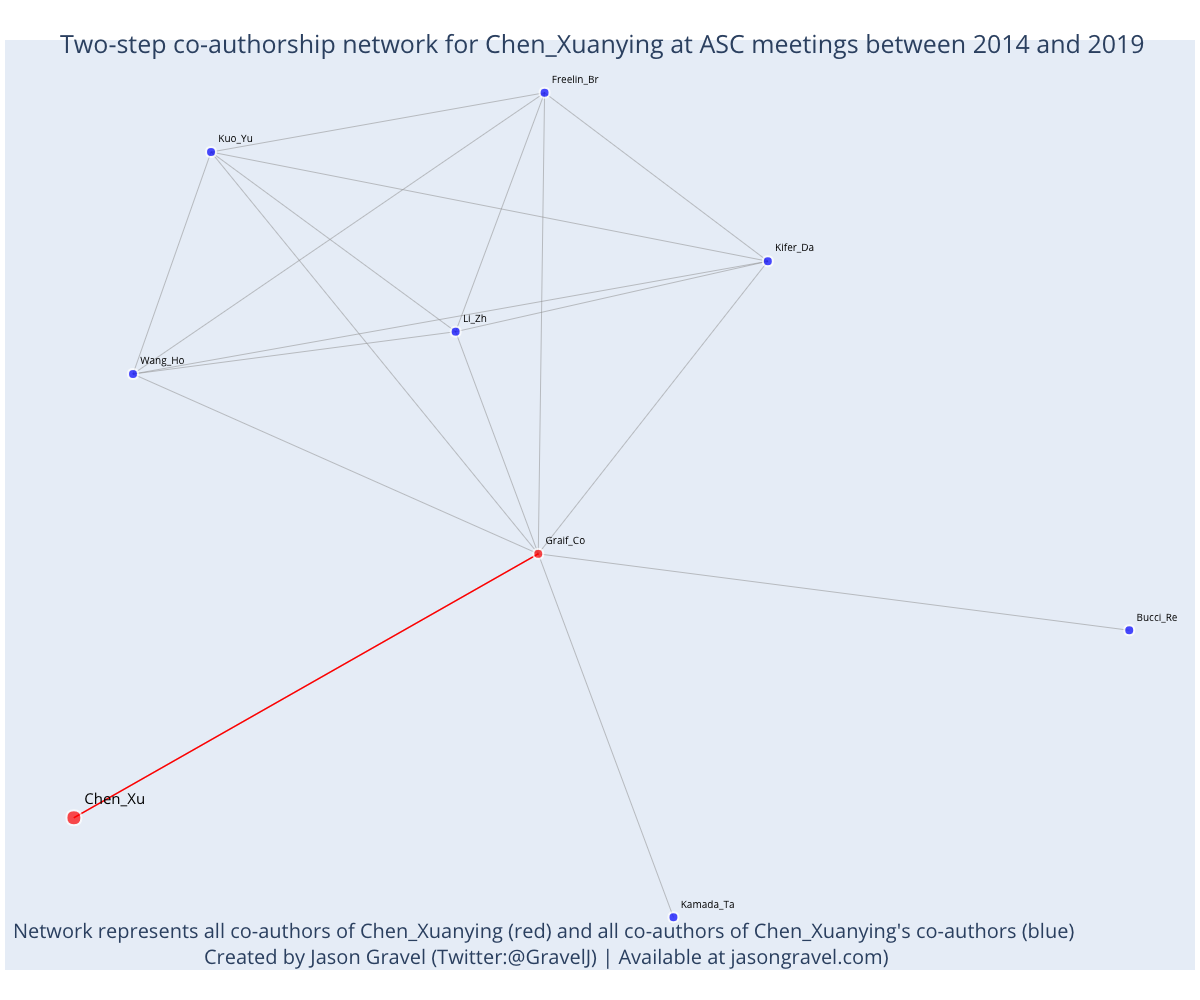 Two-step co-authorship network for Chen_Xuanying at ASC meetings between 2014 and 2019
Freelin_Br
Kuo_Yu
Kifer_Da
Li_Zh
Wang_Ho
Graif_Co
Bucci_Re
Chen_Xu
Kamada_Ta
Network represents all co-authors of Chen_Xuanying (red) and all co-authors of Chen_Xuanying's co-authors (blue)
Created by Jason Gravel (Twitter:@GravelJ) | Available at jasongravel.com)